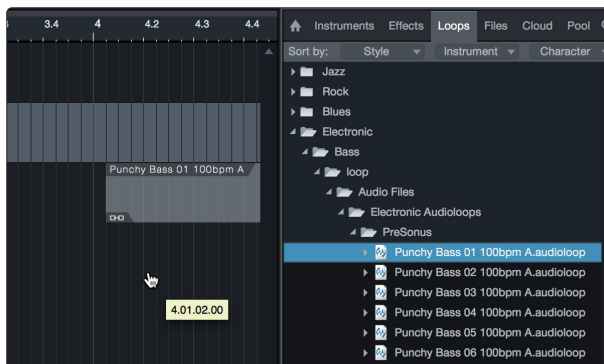 3.4 4 4.2 4.3 4.4
Punchy Bass 01 100bpm A
4.01.02.00
Instruments Effects Loops Files Cloud Pool
Sort by: Style Instrument Character
Jazz
Rock
Blues
Electronic
Bass
loop
Audio Files
Electronic Audioloops
PreSonus
Punchy Bass 01 100bpm A.audioloop
Punchy Bass 02 100bpm A.audioloop
Punchy Bass 03 100bpm A.audioloop
Punchy Bass 04 100bpm A.audioloop
Punchy Bass 05 100bpm A.audioloop
Punchy Bass 06 100bpm A.audioloop